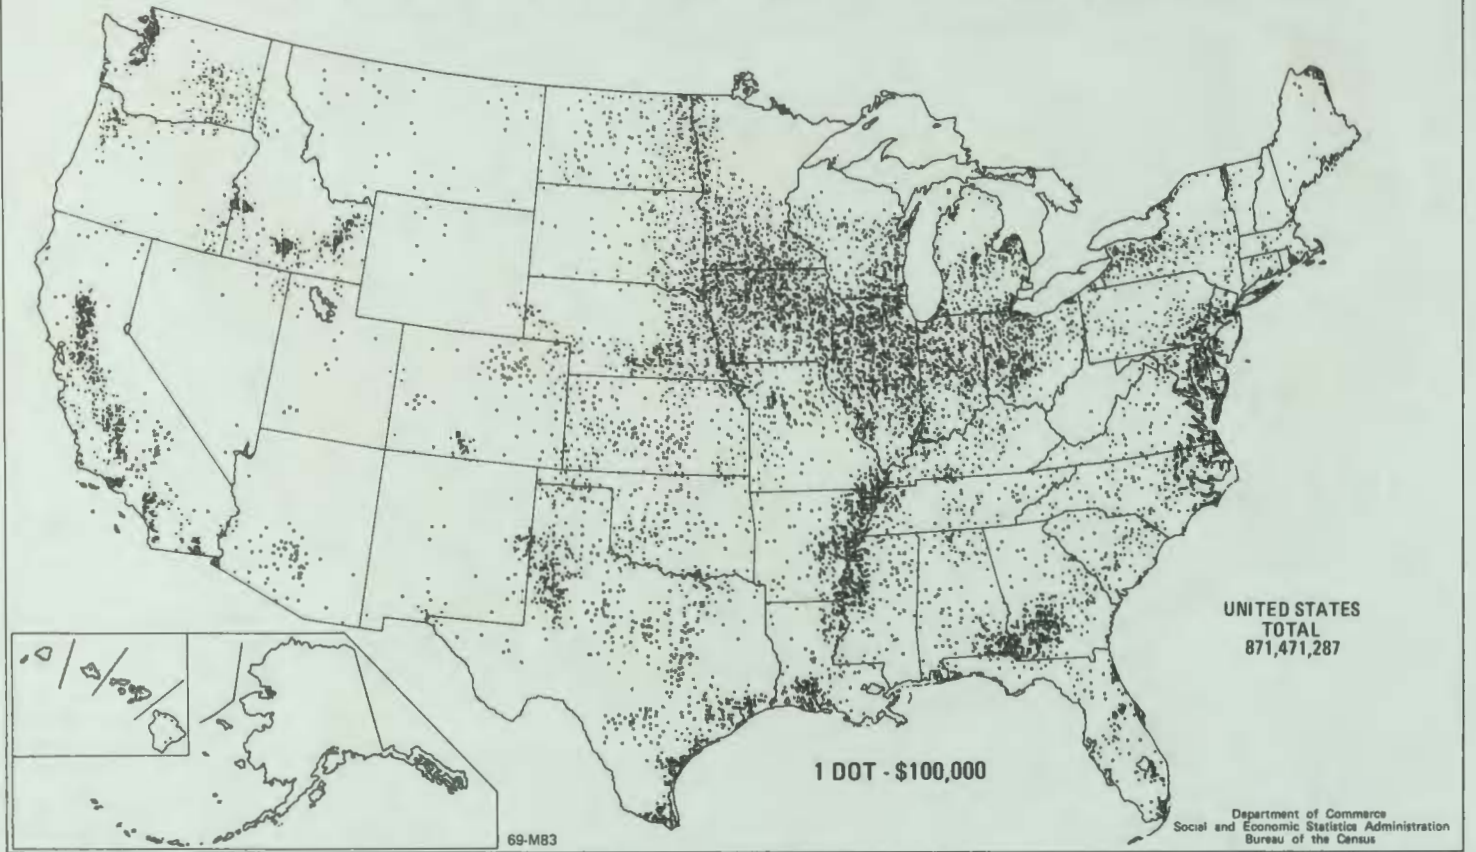 UNITED STATES
TOTAL
871,471,287
1 DOT - $100,000
69-M83
Department of Commerce
Social and Economic Statistics Administration
Bureau of the Census